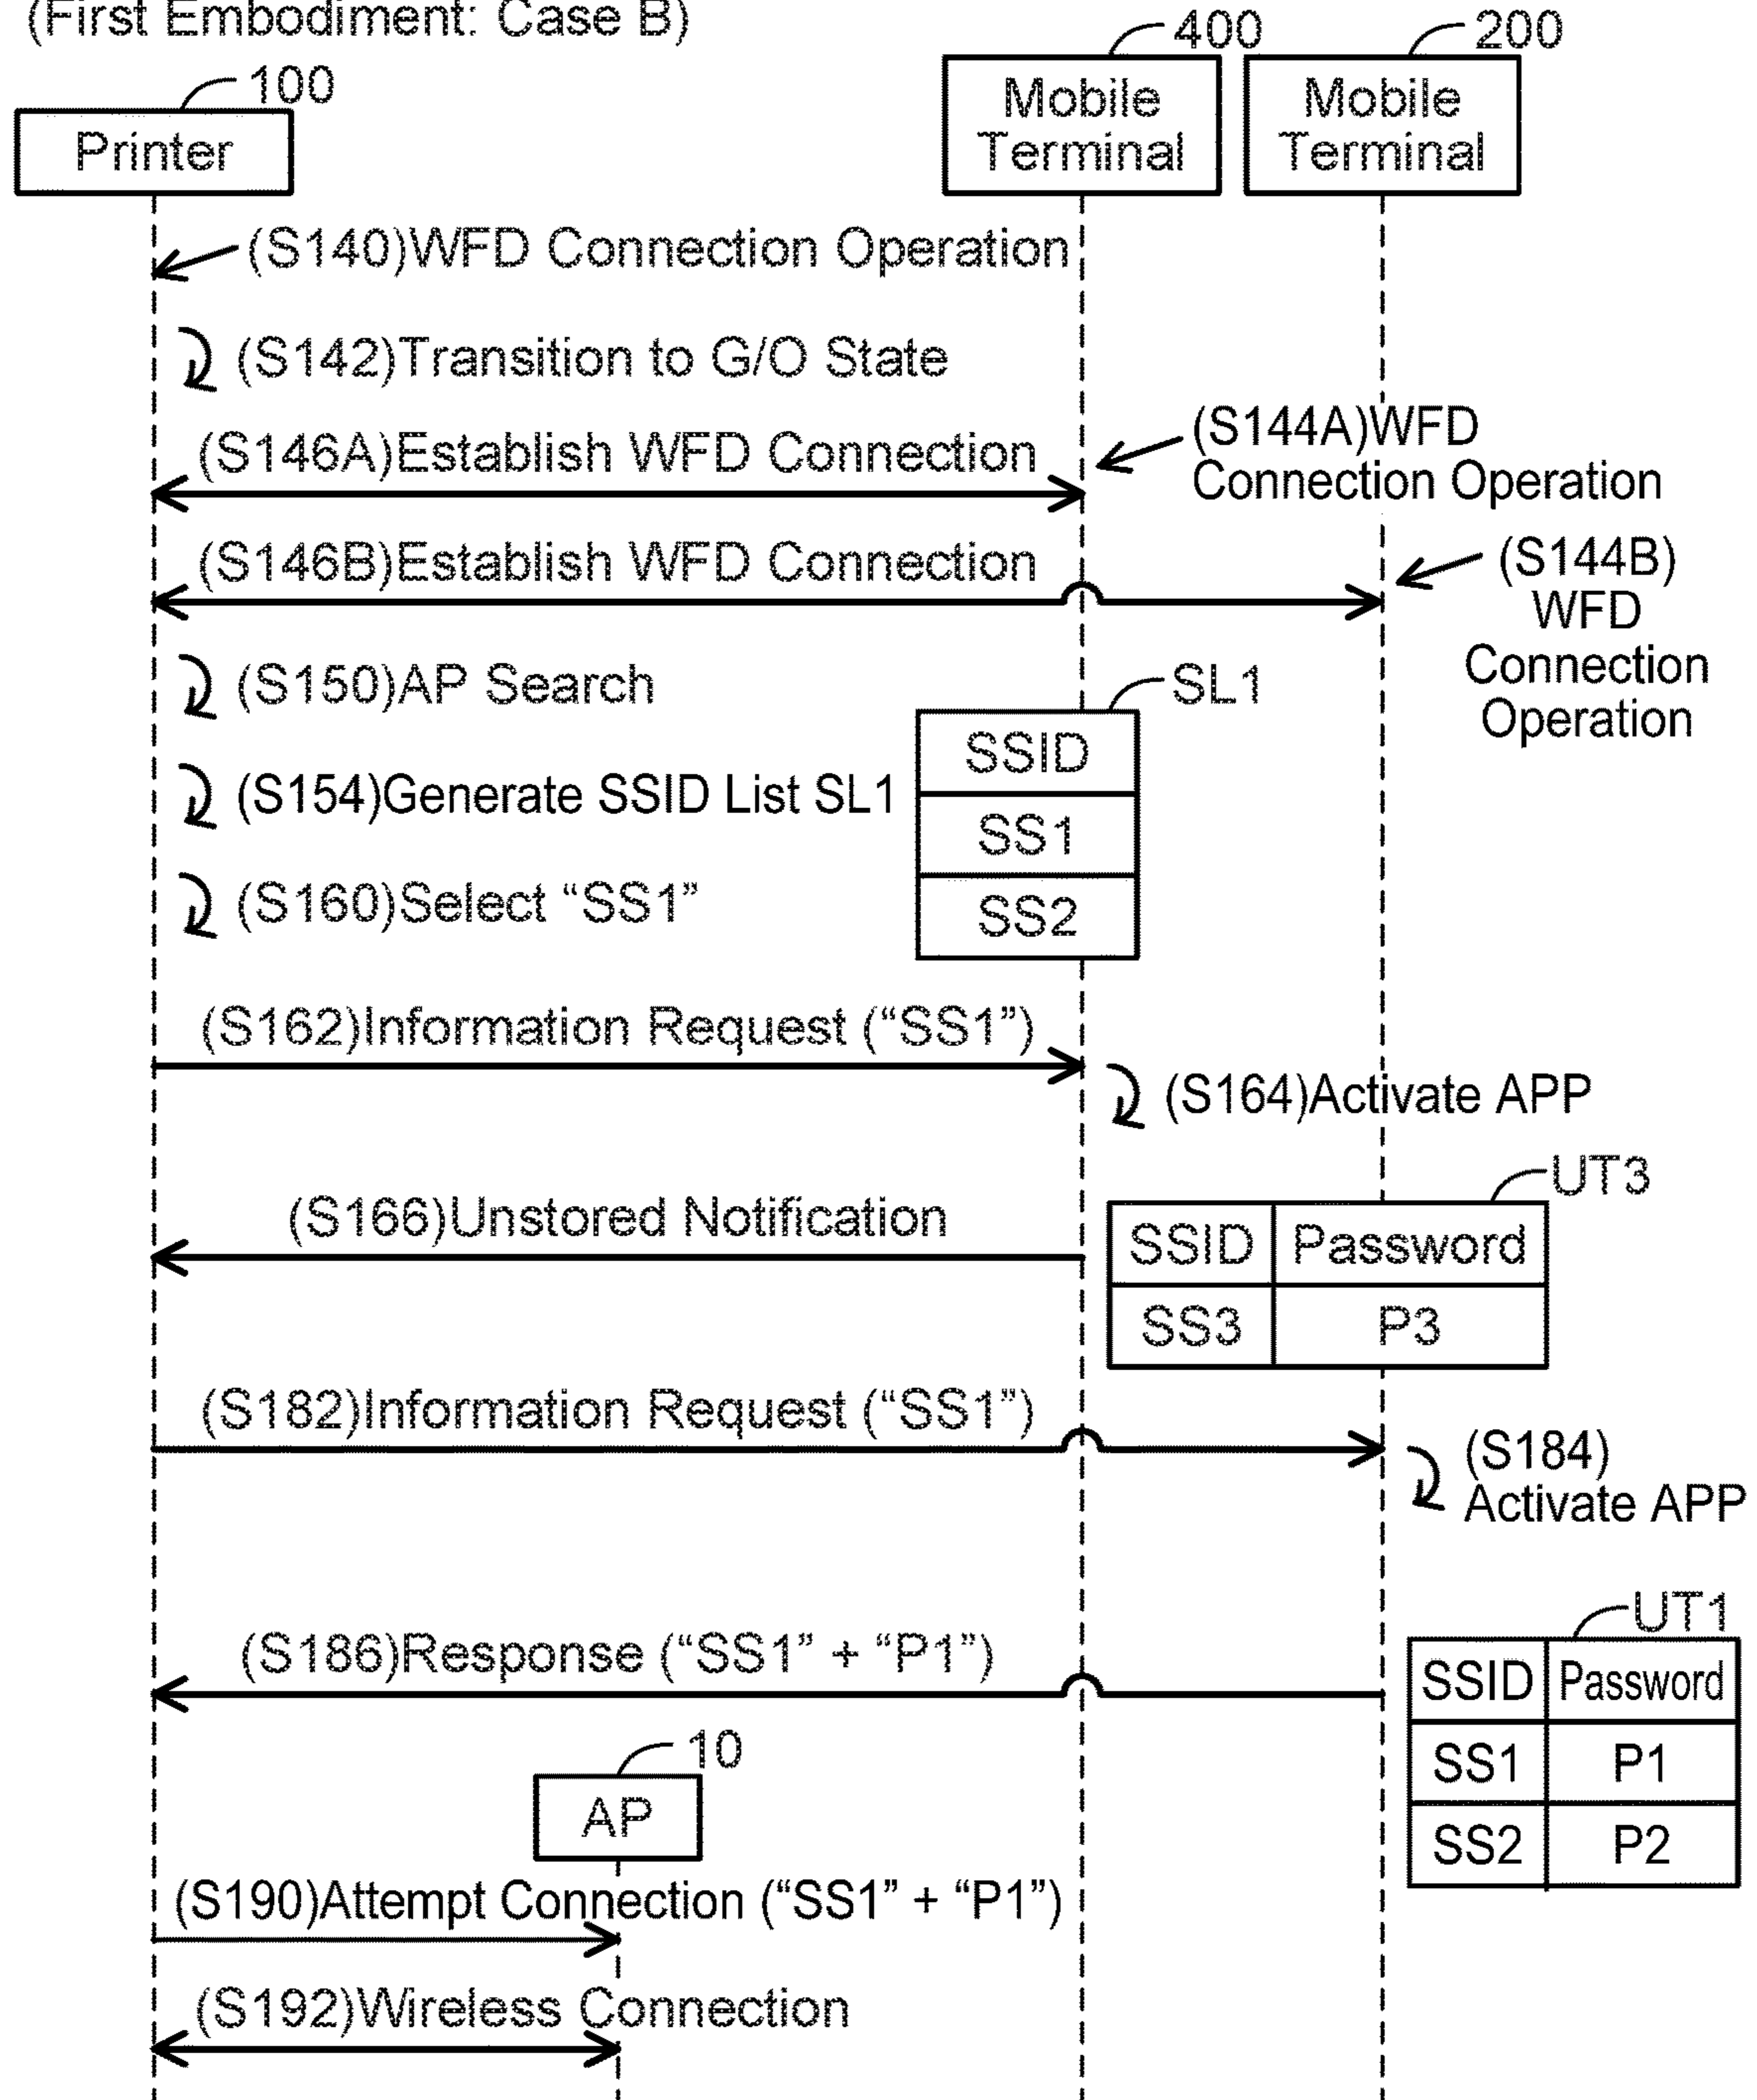 (First Embodiment: Case B)
400
200
100
Mobile
Terminal
Mobile
Terminal
Printer
(S140)WFD Connection Operation
(S142)Transition to G/O State
(S144A)WFD
Connection Operation
(S146A)Establish WFD Connection
(S146B)Establish WFD Connection
(S144B)
WFD
Connection
Operation
(S150)AP Search
SL1
SSID
SS1
SS2
(S154)Generate SSID List SL1
(S160)Select “SS1”
(S162)Information Request (“SS1”)
(S164)Activate APP
UT3
(S166)Unstored Notification
SSID Password
SS3 P3
(S182)Information Request (“SS1”)
(S184)
Activate APP
UT1
(S186)Response (“SS1” + “P1”)
SSID Password
SS1 P1
SS2 P2
10
AP
(S190)Attempt Connection (“SS1” + “P1”)
(S192)Wireless Connection